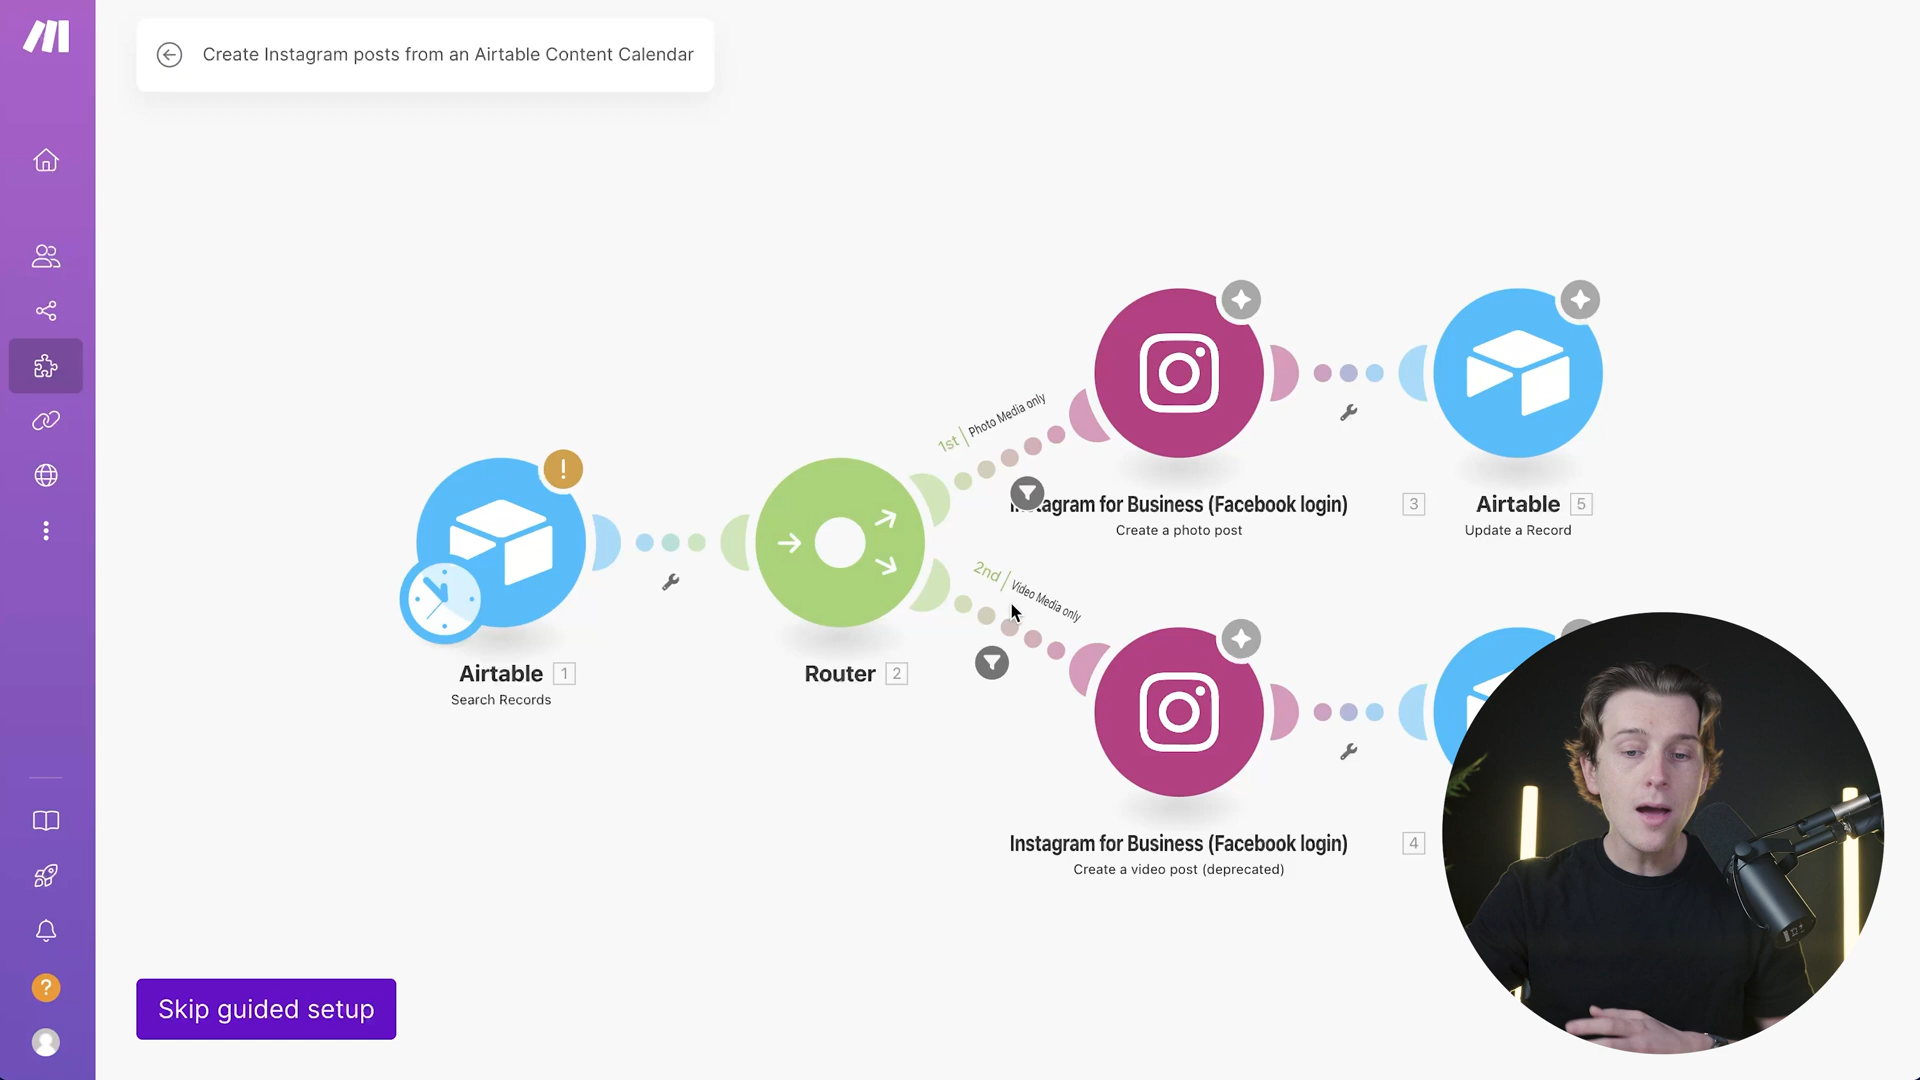 Create Instagram posts from an Airtable Content Calendar
1st | Photo Media only
Instagram for Business (Facebook login) 3
Create a photo post
Airtable 5
Update a Record
!
2nd | Video Media only
Airtable 1
Search Records
Router 2
Instagram for Business (Facebook login) 4
Create a video post (deprecated)
?
Skip guided setup